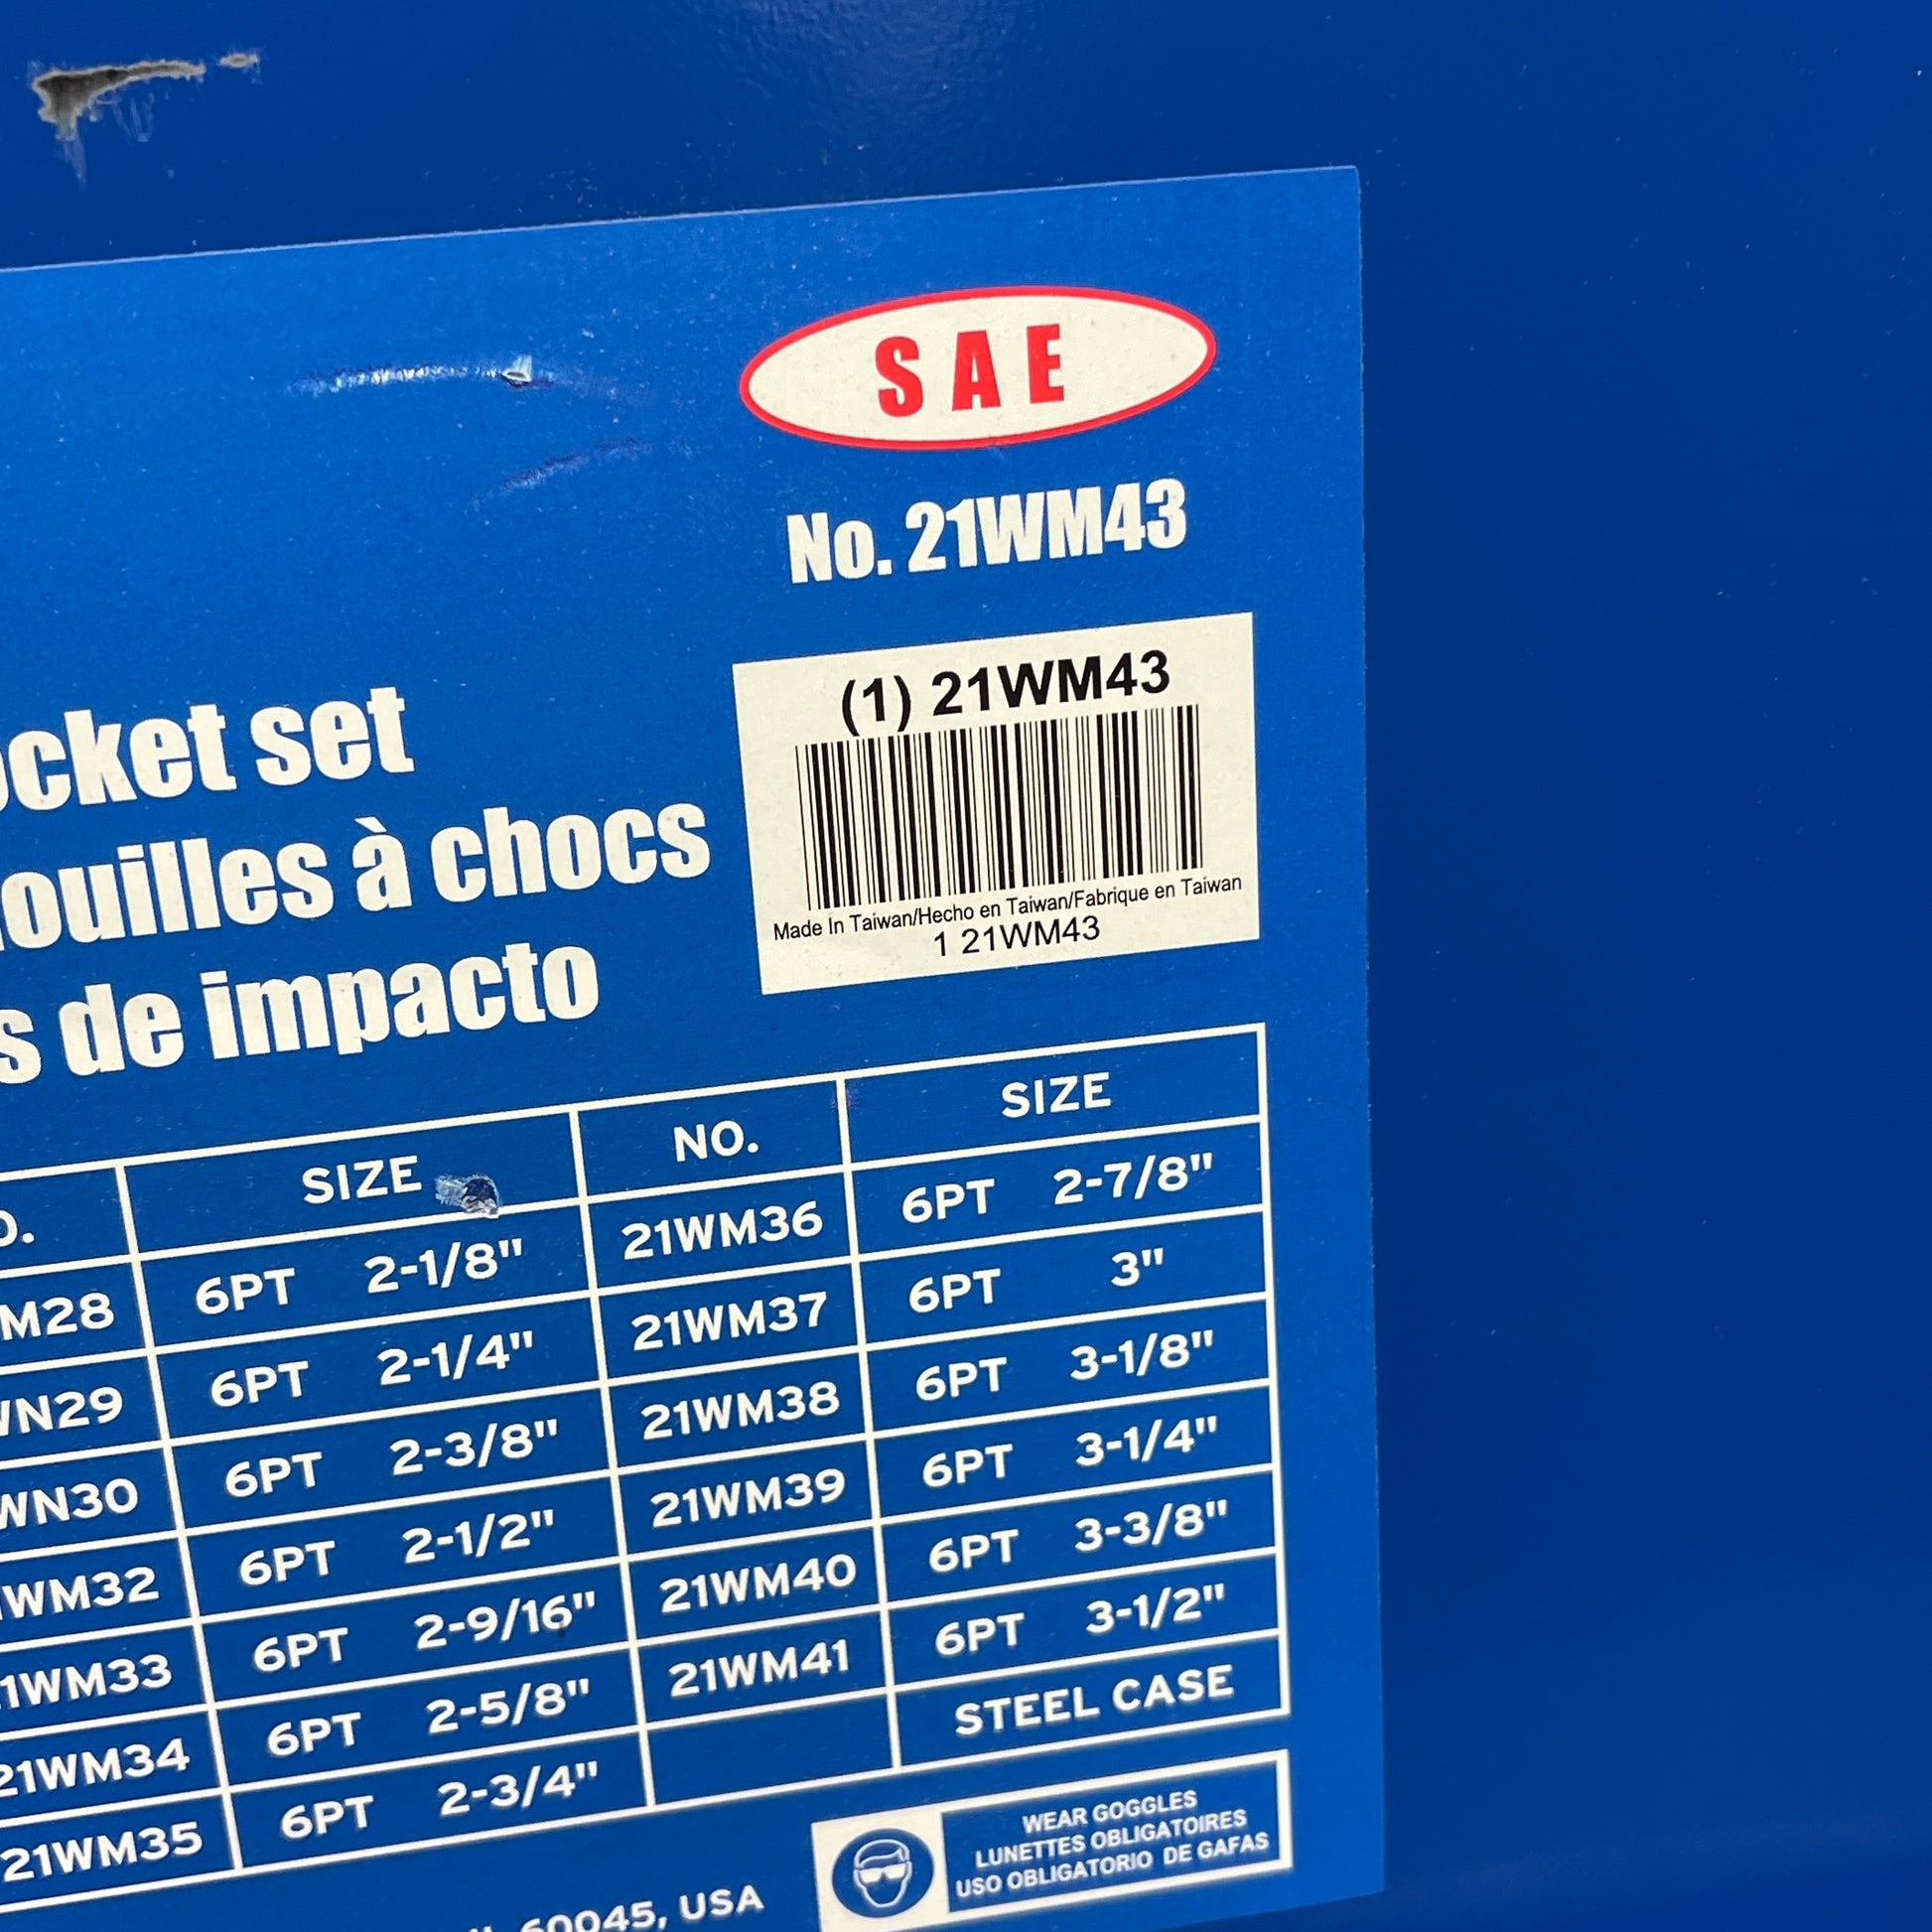 SAE
No. 21WM43
(1) 21WM43
Made In Taiwan/Hecho en Taiwan/Fabrique en Taiwan
1 21WM43
set
à chocs
de impacto
SIZE NO. SIZE
6PT 2-1/8" 21WM36 6PT 2-7/8"
6PT 2-1/4" 21WM37 6PT 3"
6PT 2-3/8" 21WM38 6PT 3-1/8"
6PT 2-1/2" 21WM39 6PT 3-1/4"
6PT 2-9/16" 21WM40 6PT 3-3/8"
21WM34 6PT 2-5/8" 21WM41 6PT 3-1/2"
21WM35 6PT 2-3/4" STEEL CASE
WEAR GOGGLES
LUNETTES OBLIGATOIRES
USO OBLIGATORIO DE GAFAS
60045, USA